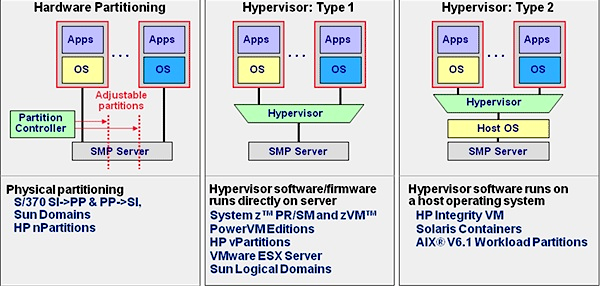 Hardware Partitioning
Apps
...
Apps
OS
OS
Adjustable
partitions
Partition
Controller
SMP Server
Physical partitioning
S/370 SI->PP & PP->SI,
Sun Domains
HP nPartitions
Hypervisor: Type 1
Apps
...
Apps
OS
OS
Hypervisor
SMP Server
Hypervisor software/firmware
runs directly on server
System z™ PR/SM and zVM™
PowerVM Editions
HP vPartitions
VMware ESX Server
Sun Logical Domains
Hypervisor: Type 2
Apps
...
Apps
OS
OS
Hypervisor
Host OS
SMP Server
Hypervisor software runs on
a host operating system
HP Integrity VM
Solaris Containers
AIX® V6.1 Workload Partitions